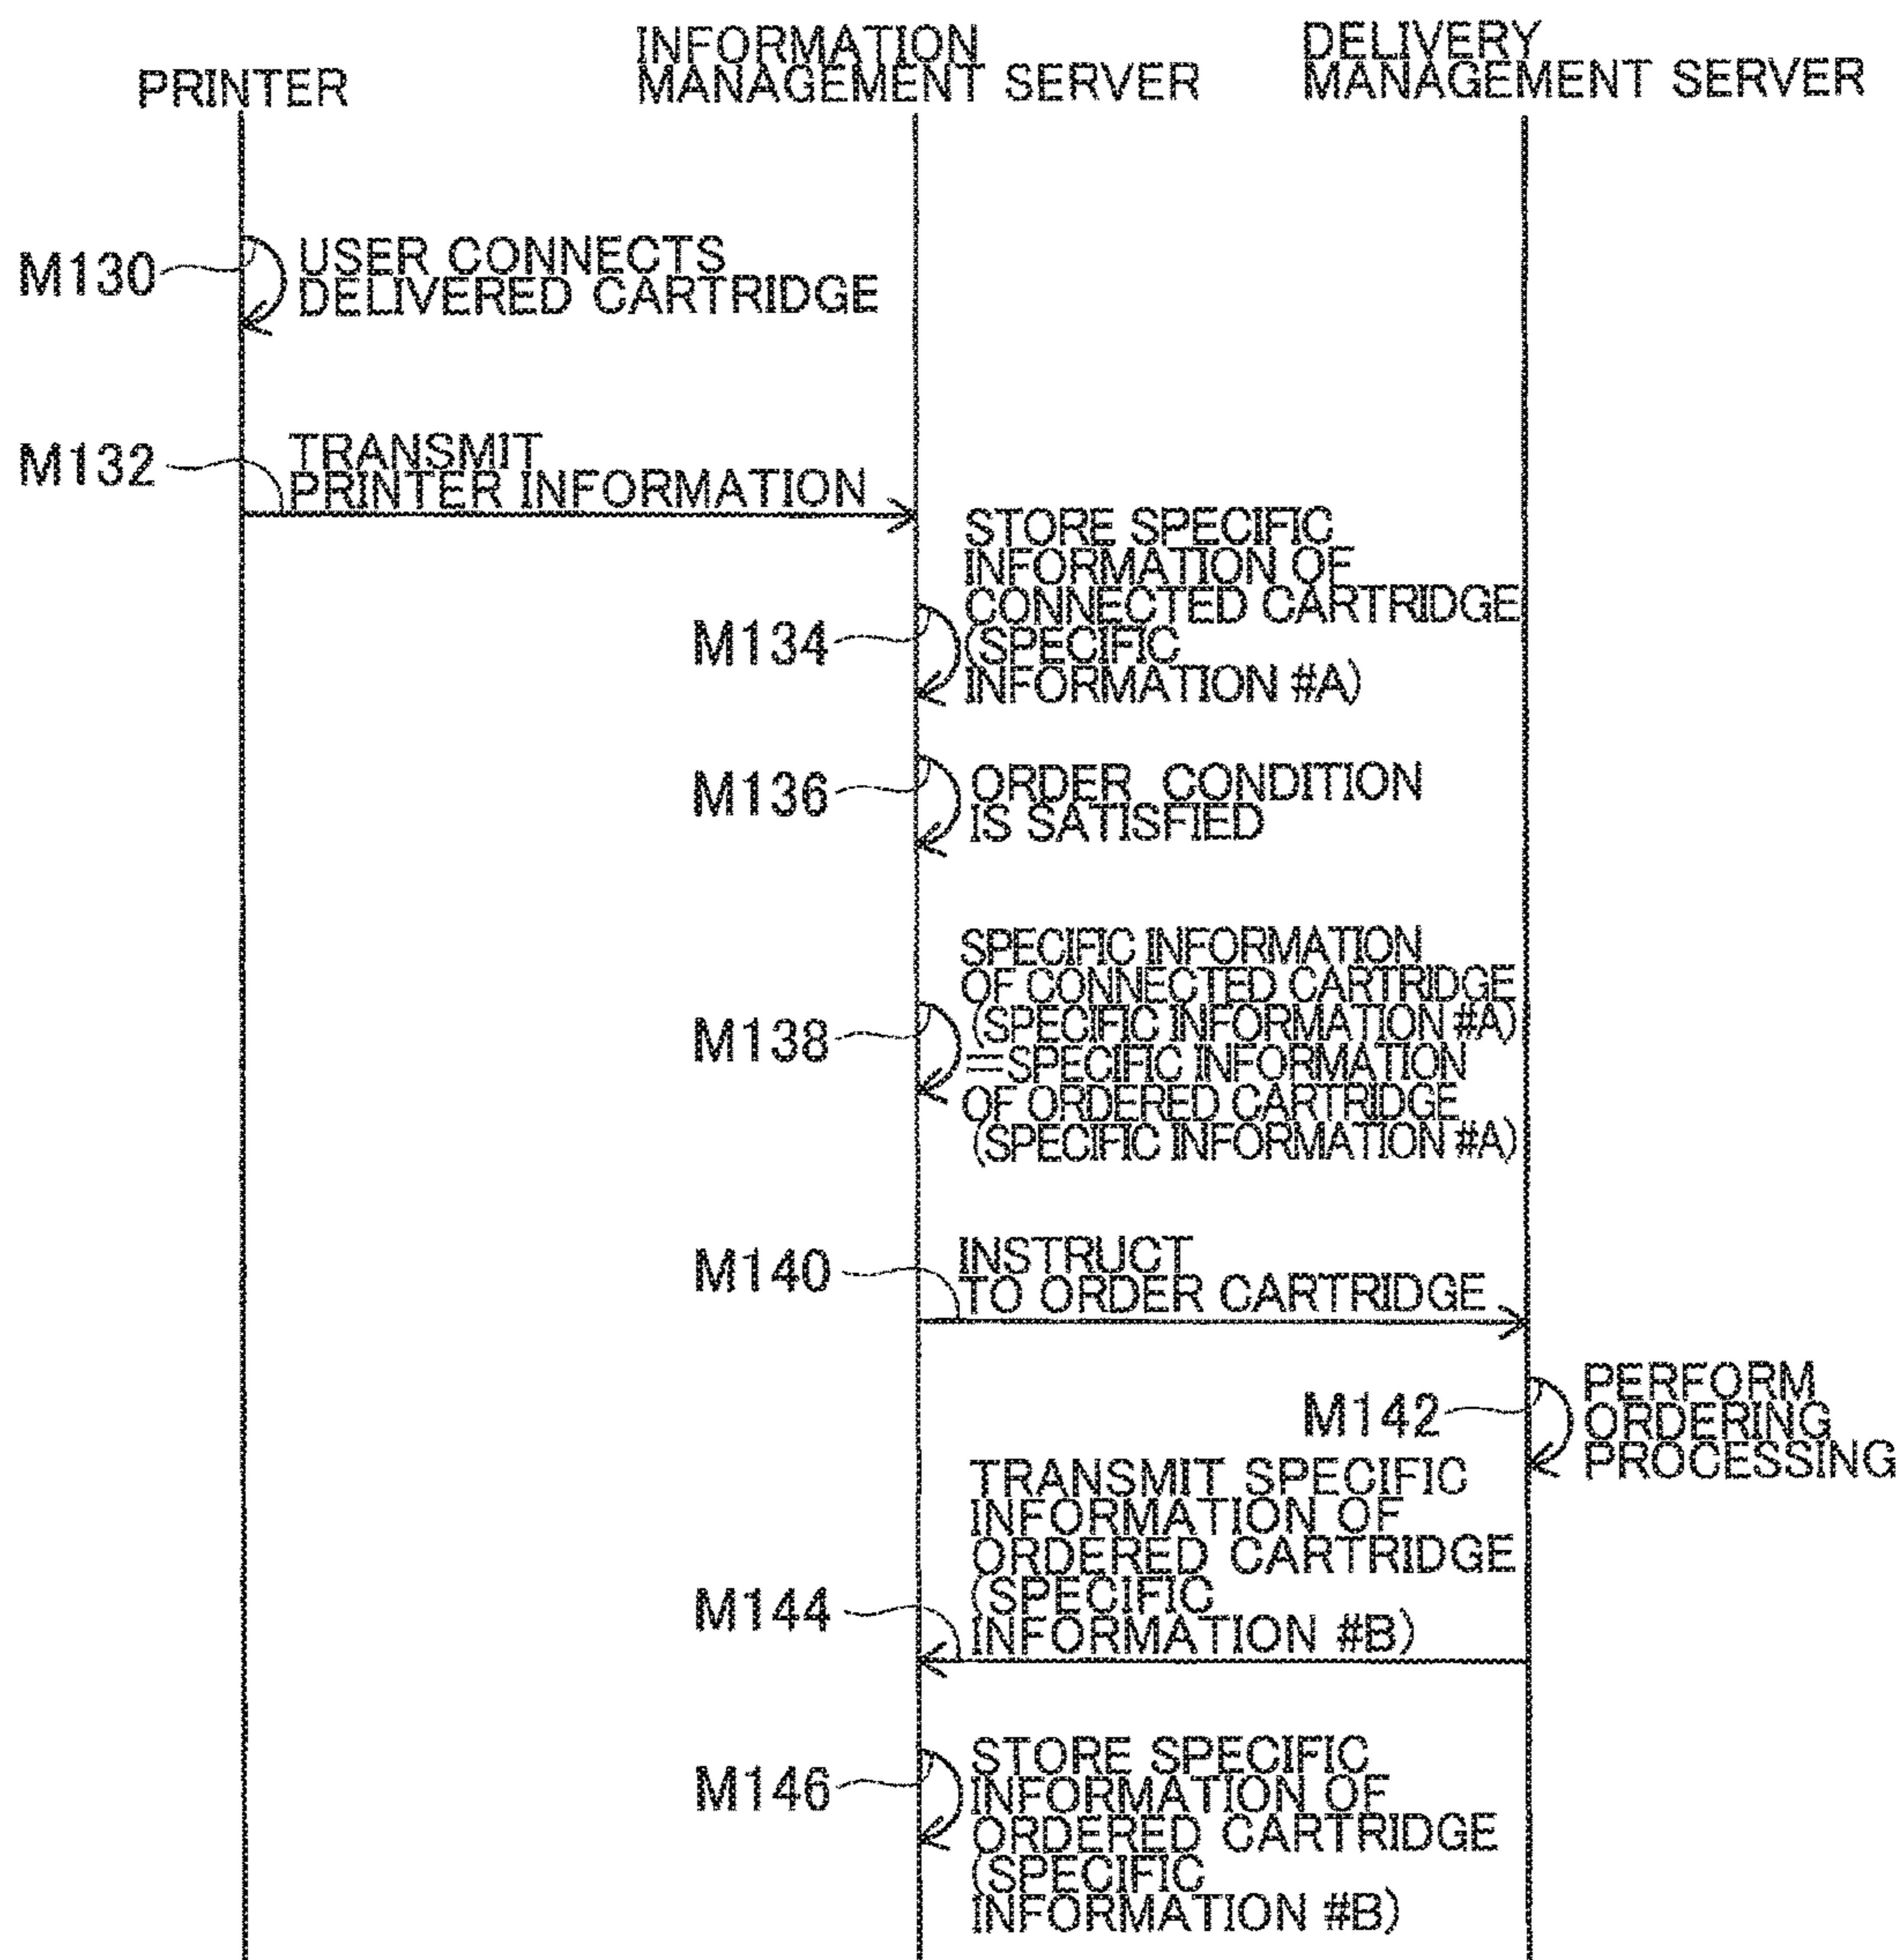 PRINTER
INFORMATION
MANAGEMENT SERVER
DELIVERY
MANAGEMENT SERVER
M130
USER CONNECTS
DELIVERED CARTRIDGE
M132
TRANSMIT
PRINTER INFORMATION
M134
STORE SPECIFIC
INFORMATION OF
CONNECTED CARTRIDGE
(SPECIFIC
INFORMATION #A)
M136
ORDER CONDITION
IS SATISFIED
M138
SPECIFIC INFORMATION
OF CONNECTED CARTRIDGE
(SPECIFIC INFORMATION #A)
=SPECIFIC INFORMATION
OF ORDERED CARTRIDGE
(SPECIFIC INFORMATION #A)
M140
INSTRUCT
TO ORDER CARTRIDGE
M142
PERFORM
ORDERING
PROCESSING
M144
TRANSMIT SPECIFIC
INFORMATION OF
ORDERED CARTRIDGE
(SPECIFIC
INFORMATION #B)
M146
STORE SPECIFIC
INFORMATION OF
ORDERED CARTRIDGE
(SPECIFIC
INFORMATION #B)